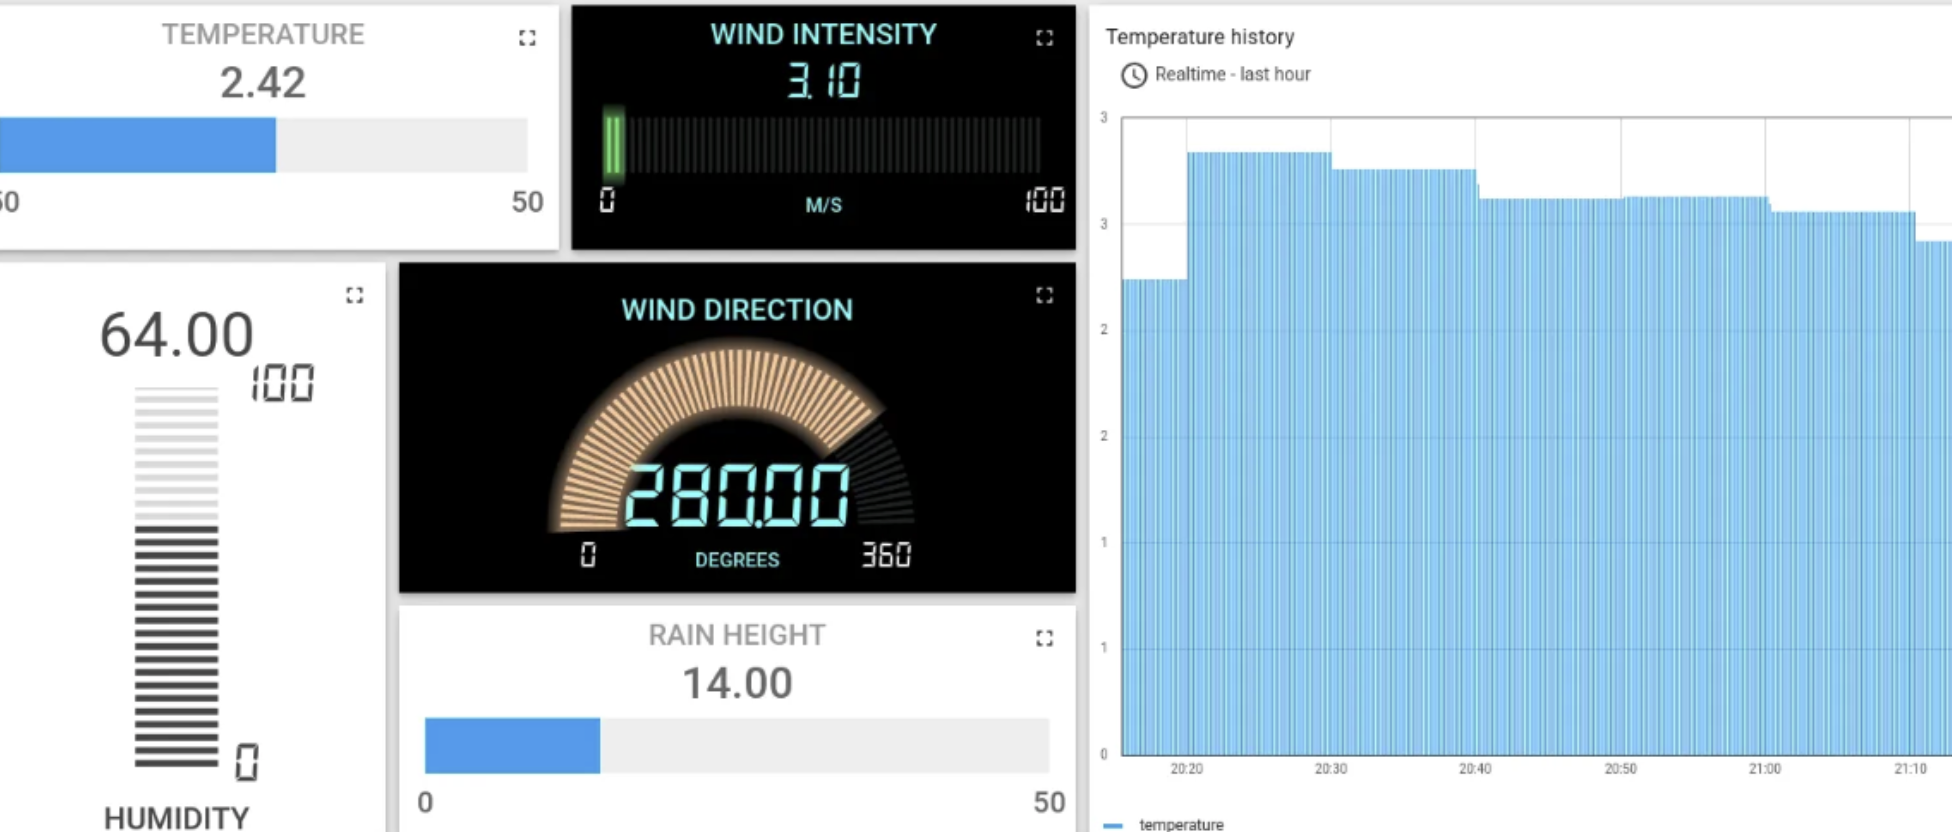 TEMPERATURE
2.42
50
WIND INTENSITY
3.10
0
M/S
100
64.00
100
0
HUMIDITY
WIND DIRECTION
280.00
0
DEGREES
360
RAIN HEIGHT
14.00
0
50
Temperature history
Realtime - last hour
3
3
2
2
1
1
0
20:20
20:30
20:40
20:50
21:00
21:10
temperature